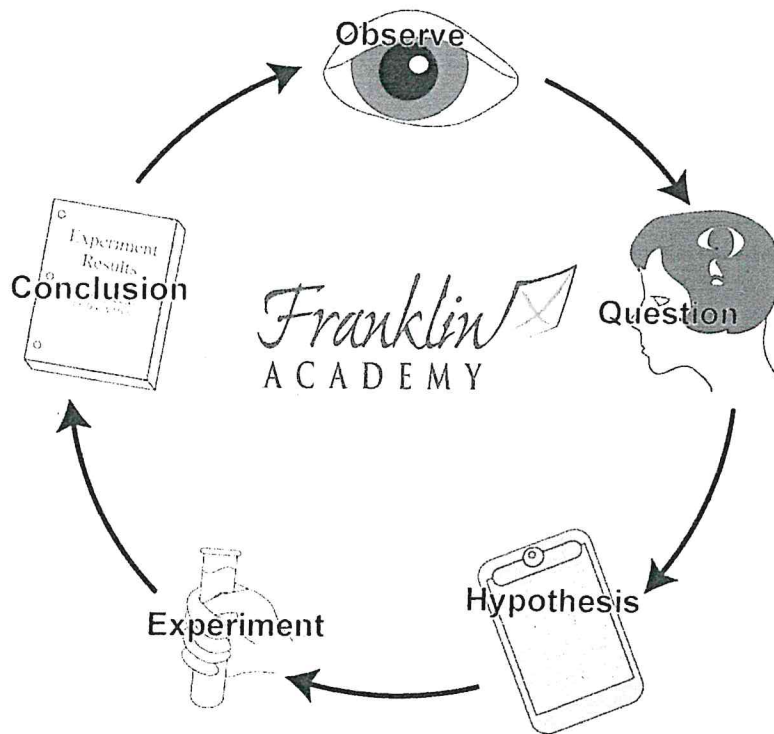 Observe
Question
Hypothesis
Experiment
Conclusion
Experiment
Results
Franklin
ACADEMY